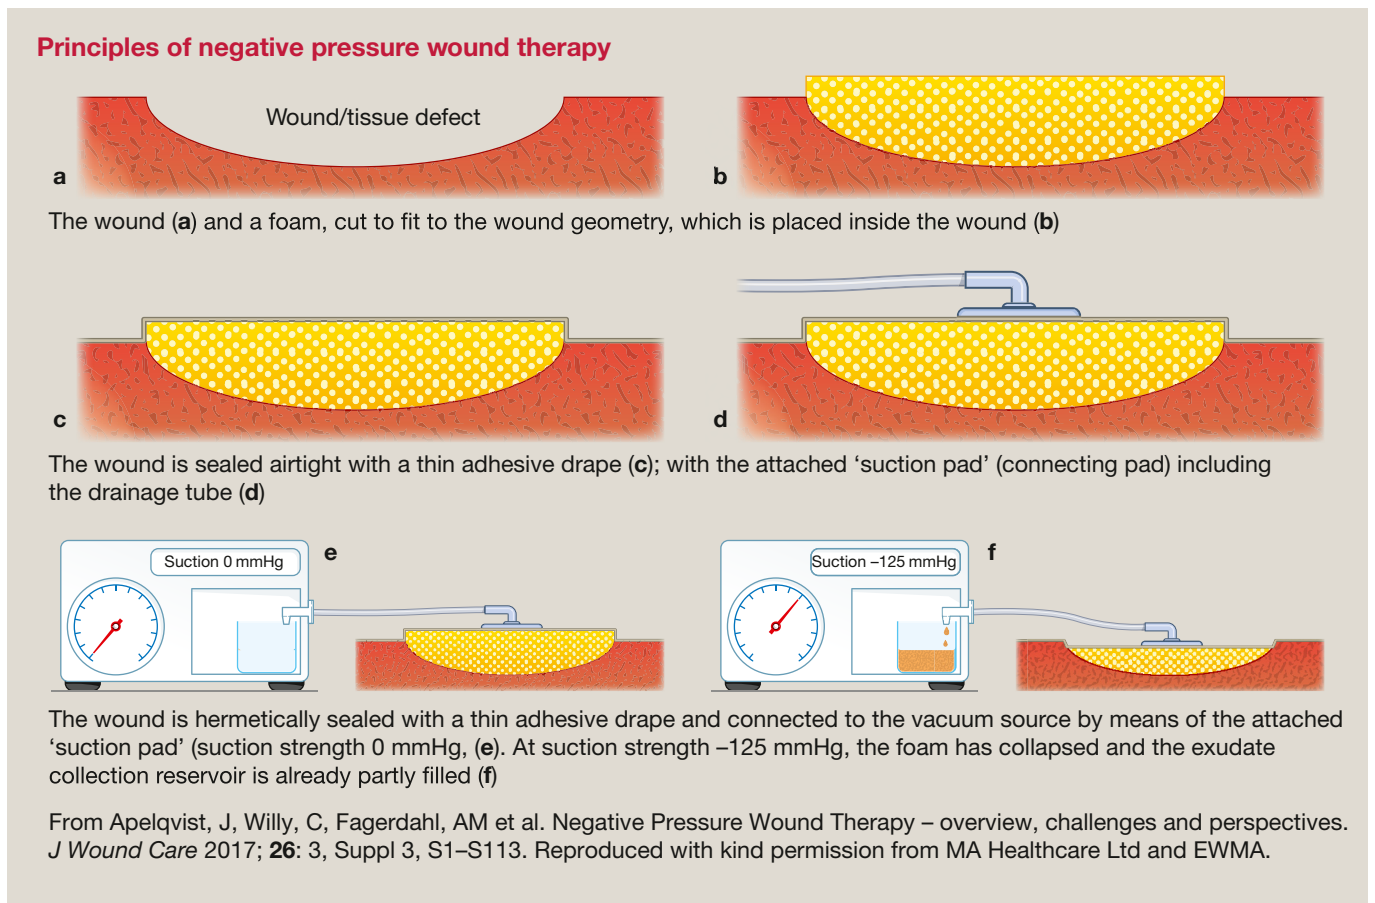 Principles of negative pressure wound therapy
Wound/tissue defect
a
b
The wound (a) and a foam, cut to fit to the wound geometry, which is placed inside the wound (b)
c
d
The wound is sealed airtight with a thin adhesive drape (c); with the attached ‘suction pad’ (connecting pad) including
the drainage tube (d)
Suction 0 mmHg
e
Suction –125 mmHg
f
The wound is hermetically sealed with a thin adhesive drape and connected to the vacuum source by means of the attached
‘suction pad’ (suction strength 0 mmHg, (e). At suction strength –125 mmHg, the foam has collapsed and the exudate
collection reservoir is already partly filled (f)
From Apelqvist, J, Willy, C, Fagerdahl, AM et al. Negative Pressure Wound Therapy – overview, challenges and perspectives.
J Wound Care 2017; 26: 3, Suppl 3, S1–S113. Reproduced with kind permission from MA Healthcare Ltd and EWMA.